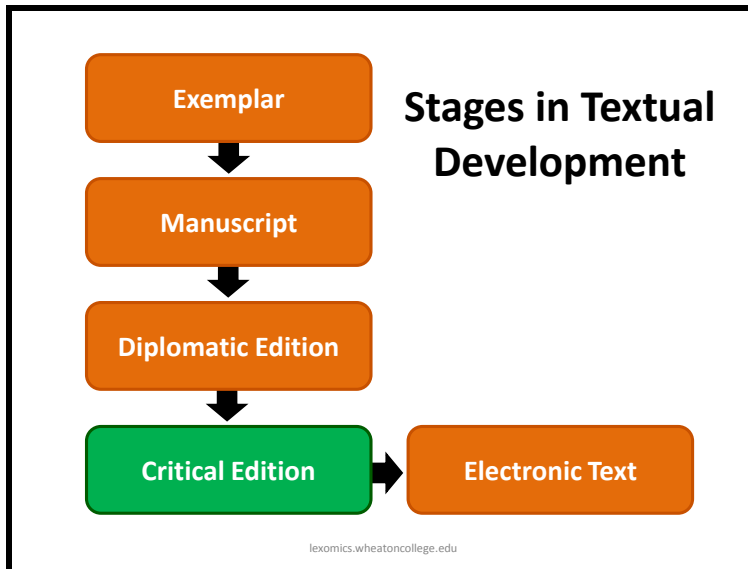 Stages in Textual
Development
Exemplar
Manuscript
Diplomatic Edition
Critical Edition
Electronic Text
lexomics.wheatoncollege.edu